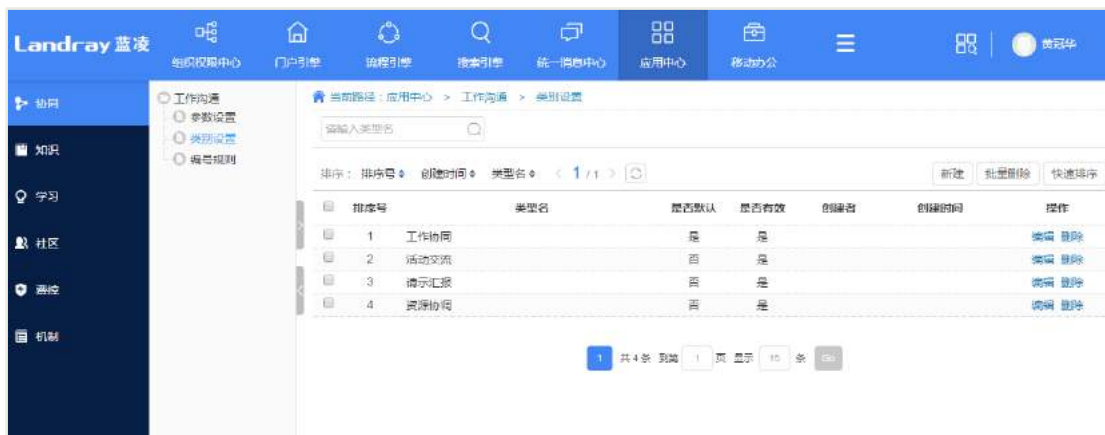 Landray 蓝凌
组织权限中心 门户引擎 流程引擎 搜索引擎 统一消息中心 应用中心 移动办公 黄冠华
协同
知识
学习
社区
监控
机制
工作沟通
参数设置
类别设置
编号规则
当前路径：应用中心 > 工作沟通 > 类别设置
请输入类型名
排序： 排序号 创建时间 类型名 < 1 / 1 > 新建 批量删除 快速排序
排序号 类型名 是否默认 是否有效 创建者 创建时间 操作
1 工作协同 是 是 编辑 删除
2 活动交流 否 是 编辑 删除
3 请示汇报 否 是 编辑 删除
4 资源协调 否 是 编辑 删除
1 共 4 条 到第 1 页 显示 15 条 Go